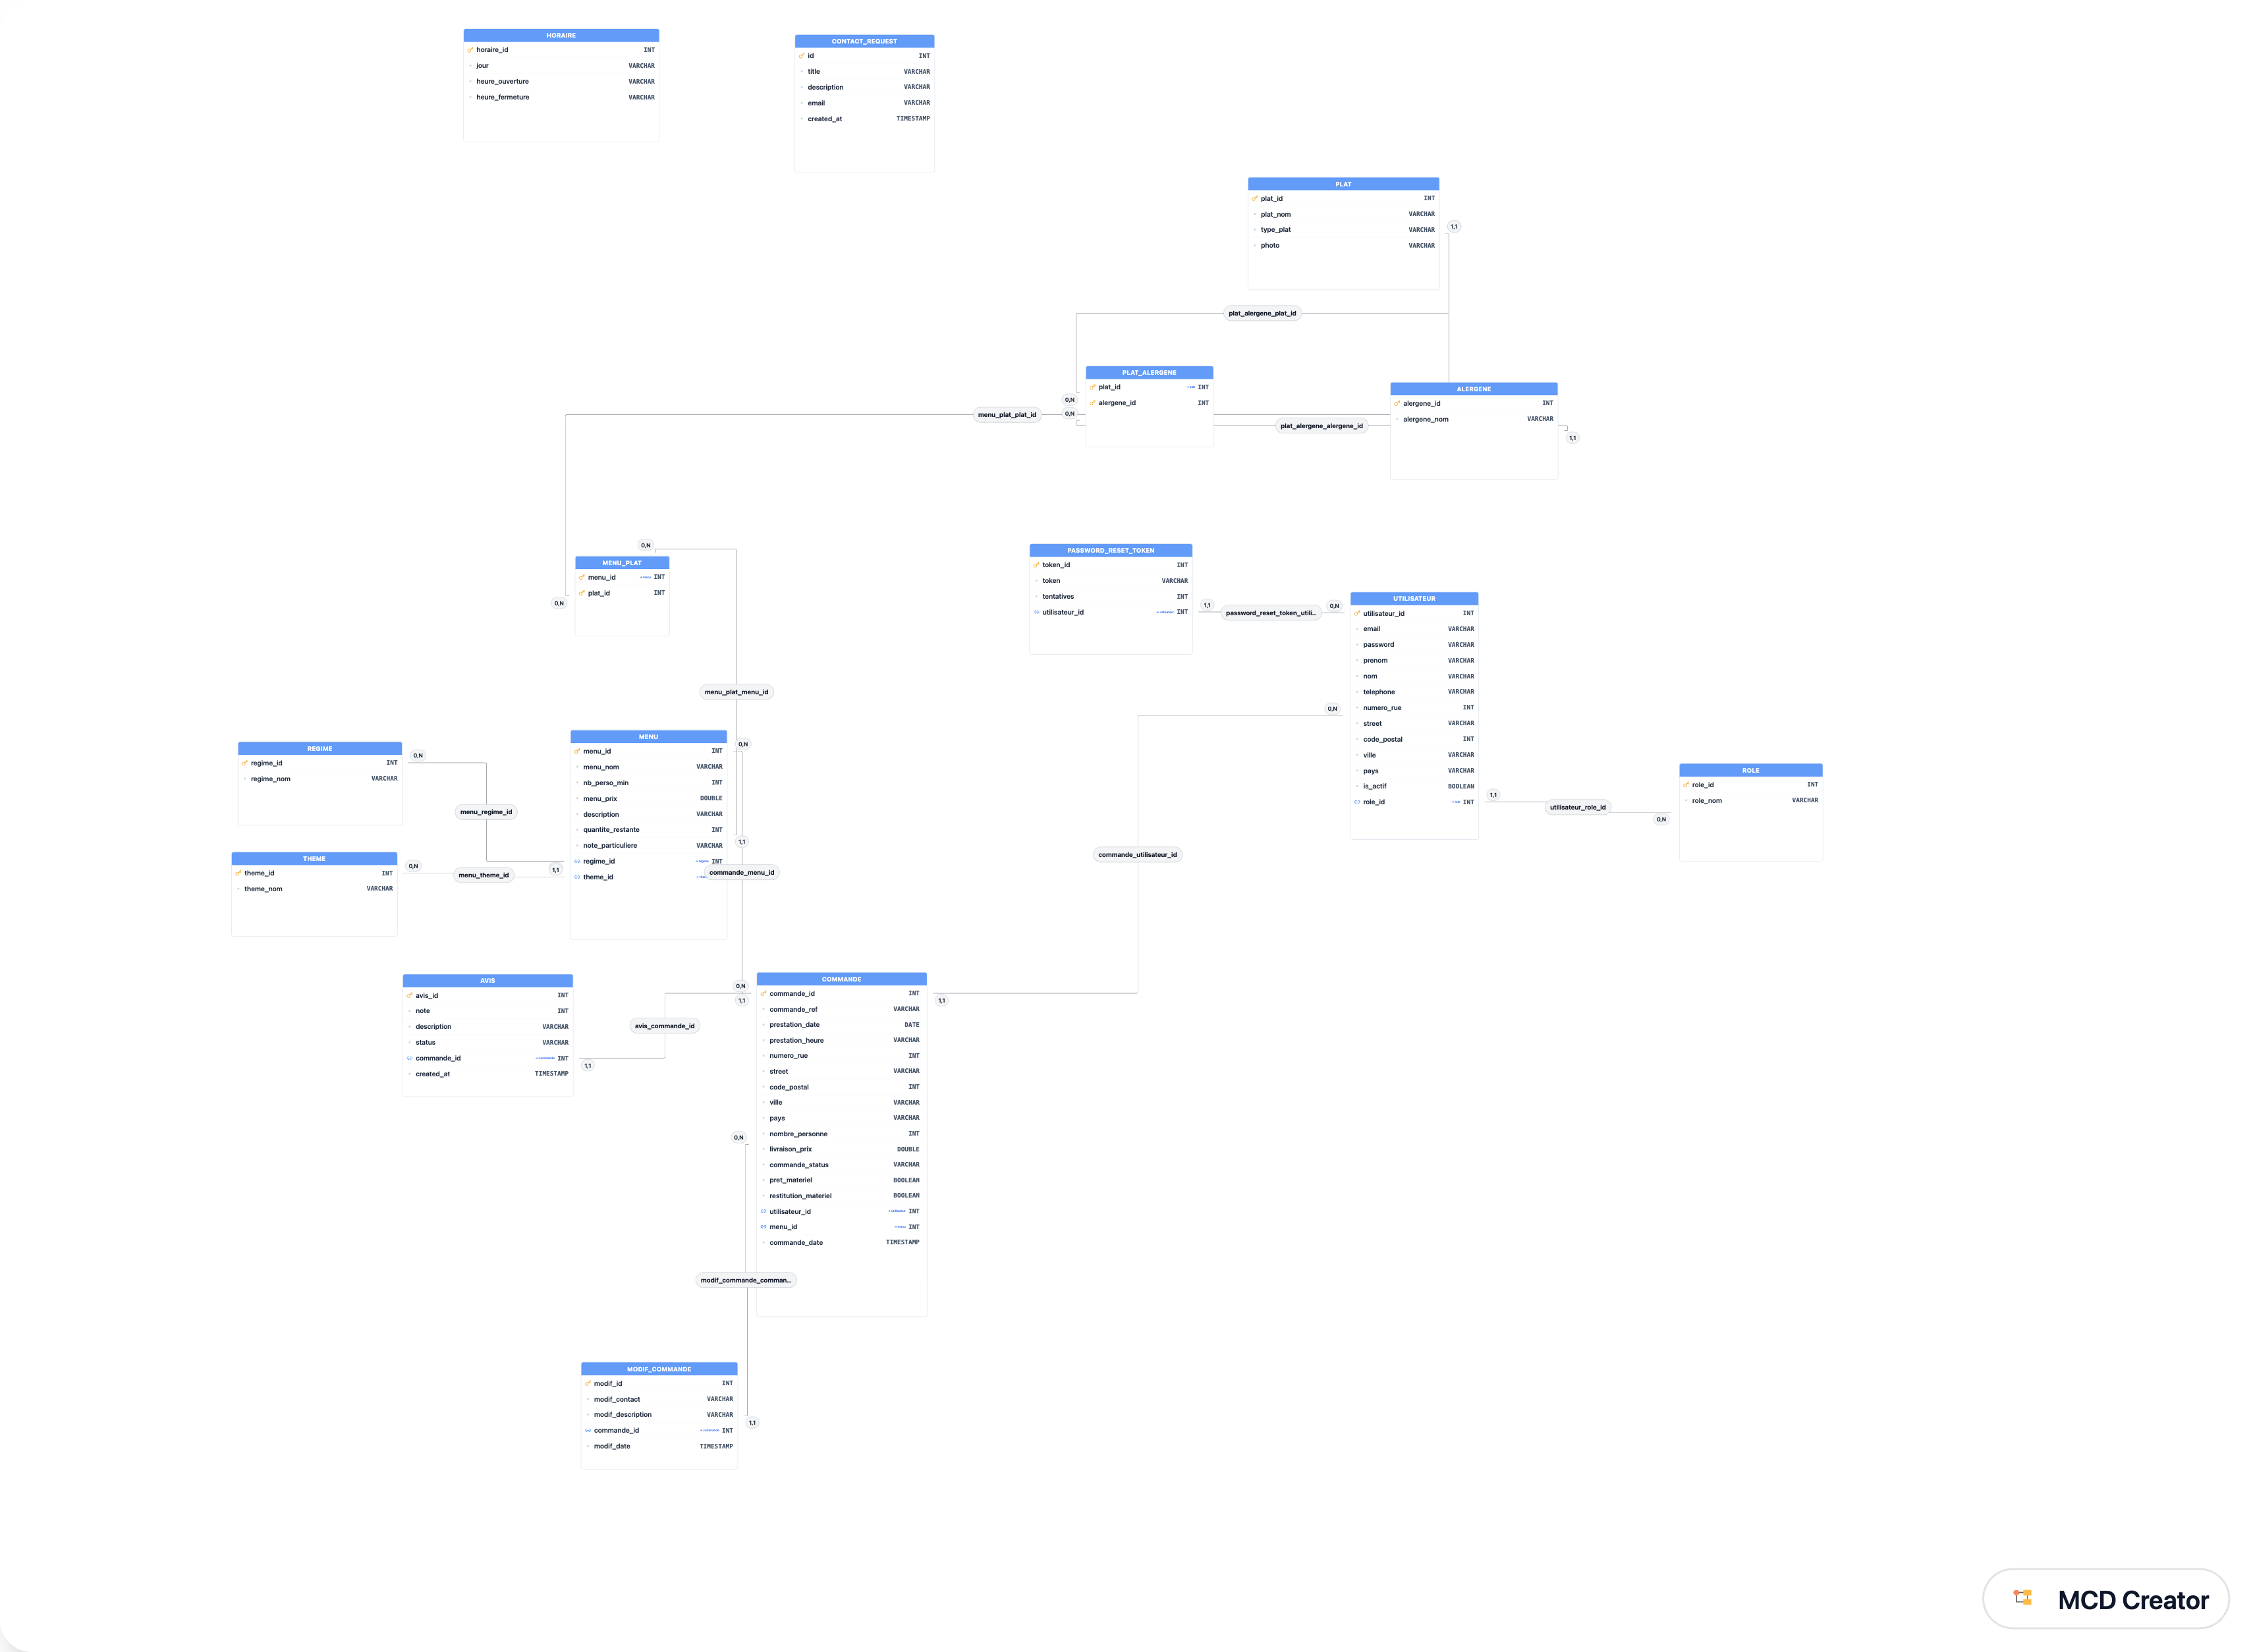 HORAIRE
horaire_id INT
jour VARCHAR
heure_ouverture VARCHAR
heure_fermeture VARCHAR
CONTACT_REQUEST
id INT
title VARCHAR
description VARCHAR
email VARCHAR
created_at TIMESTAMP
PLAT
plat_id INT
plat_nom VARCHAR
type_plat VARCHAR
photo VARCHAR
1,1
plat_alergene_plat_id
PLAT_ALERGENE
plat_id INT
alergene_id INT
0,N
0,N
menu_plat_plat_id
plat_alergene_alergene_id
ALERGENE
alergene_id INT
alergene_nom VARCHAR
1,1
0,N
MENU_PLAT
menu_id INT
plat_id INT
0,N
menu_plat_menu_id
PASSWORD_RESET_TOKEN
token_id INT
token VARCHAR
tentatives INT
utilisateur_id INT
1,1
password_reset_token_utili...
0,N
UTILISATEUR
utilisateur_id INT
email VARCHAR
password VARCHAR
prenom VARCHAR
nom VARCHAR
telephone VARCHAR
numero_rue INT
street VARCHAR
code_postal INT
ville VARCHAR
pays VARCHAR
is_actif BOOLEAN
role_id INT
0,N
1,1
utilisateur_role_id
0,N
ROLE
role_id INT
role_nom VARCHAR
REGIME
regime_id INT
regime_nom VARCHAR
0,N
menu_regime_id
THEME
theme_id INT
theme_nom VARCHAR
0,N
menu_theme_id
1,1
MENU
menu_id INT
menu_nom VARCHAR
nb_perso_min INT
menu_prix DOUBLE
description VARCHAR
quantite_restante INT
note_particuliere VARCHAR
regime_id INT
theme_id
0,N
1,1
commande_menu_id
commande_utilisateur_id
AVIS
avis_id INT
note INT
description VARCHAR
status VARCHAR
commande_id INT
created_at TIMESTAMP
1,1
avis_commande_id
0,N
1,1
COMMANDE
commande_id INT
commande_ref VARCHAR
prestation_date DATE
prestation_heure VARCHAR
numero_rue INT
street VARCHAR
code_postal INT
ville VARCHAR
pays VARCHAR
nombre_personne INT
livraison_prix DOUBLE
commande_status VARCHAR
pret_materiel BOOLEAN
restitution_materiel BOOLEAN
utilisateur_id INT
menu_id INT
commande_date TIMESTAMP
1,1
0,N
modif_commande_comman...
MODIF_COMMANDE
modif_id INT
modif_contact VARCHAR
modif_description VARCHAR
commande_id INT
modif_date TIMESTAMP
1,1
MCD Creator